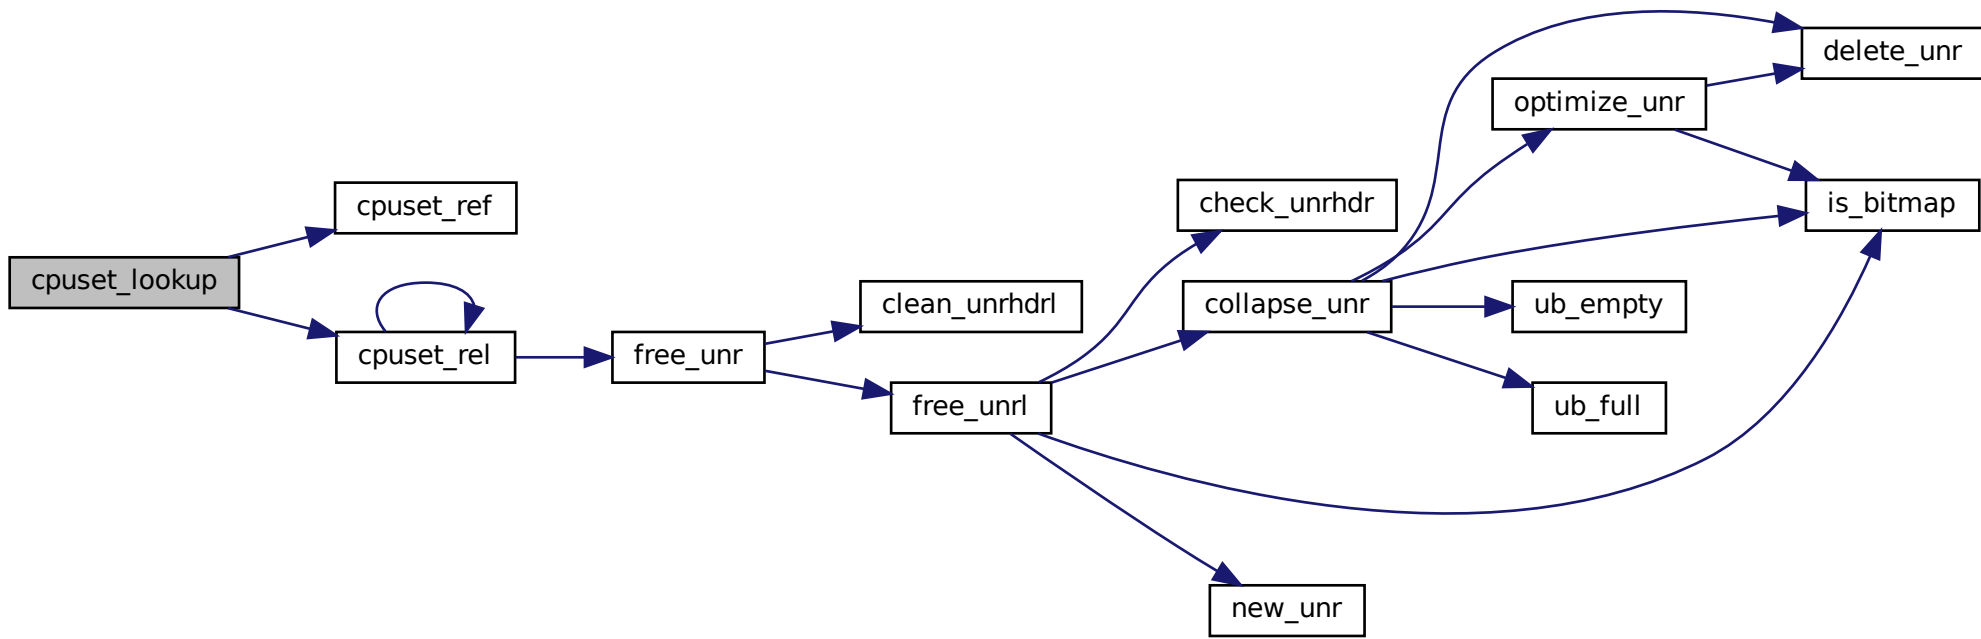 cpuset_lookup
cpuset_ref
cpuset_rel
free_unr
clean_unrhdrl
free_unrl
check_unrhdr
collapse_unr
new_unr
optimize_unr
ub_empty
ub_full
delete_unr
is_bitmap